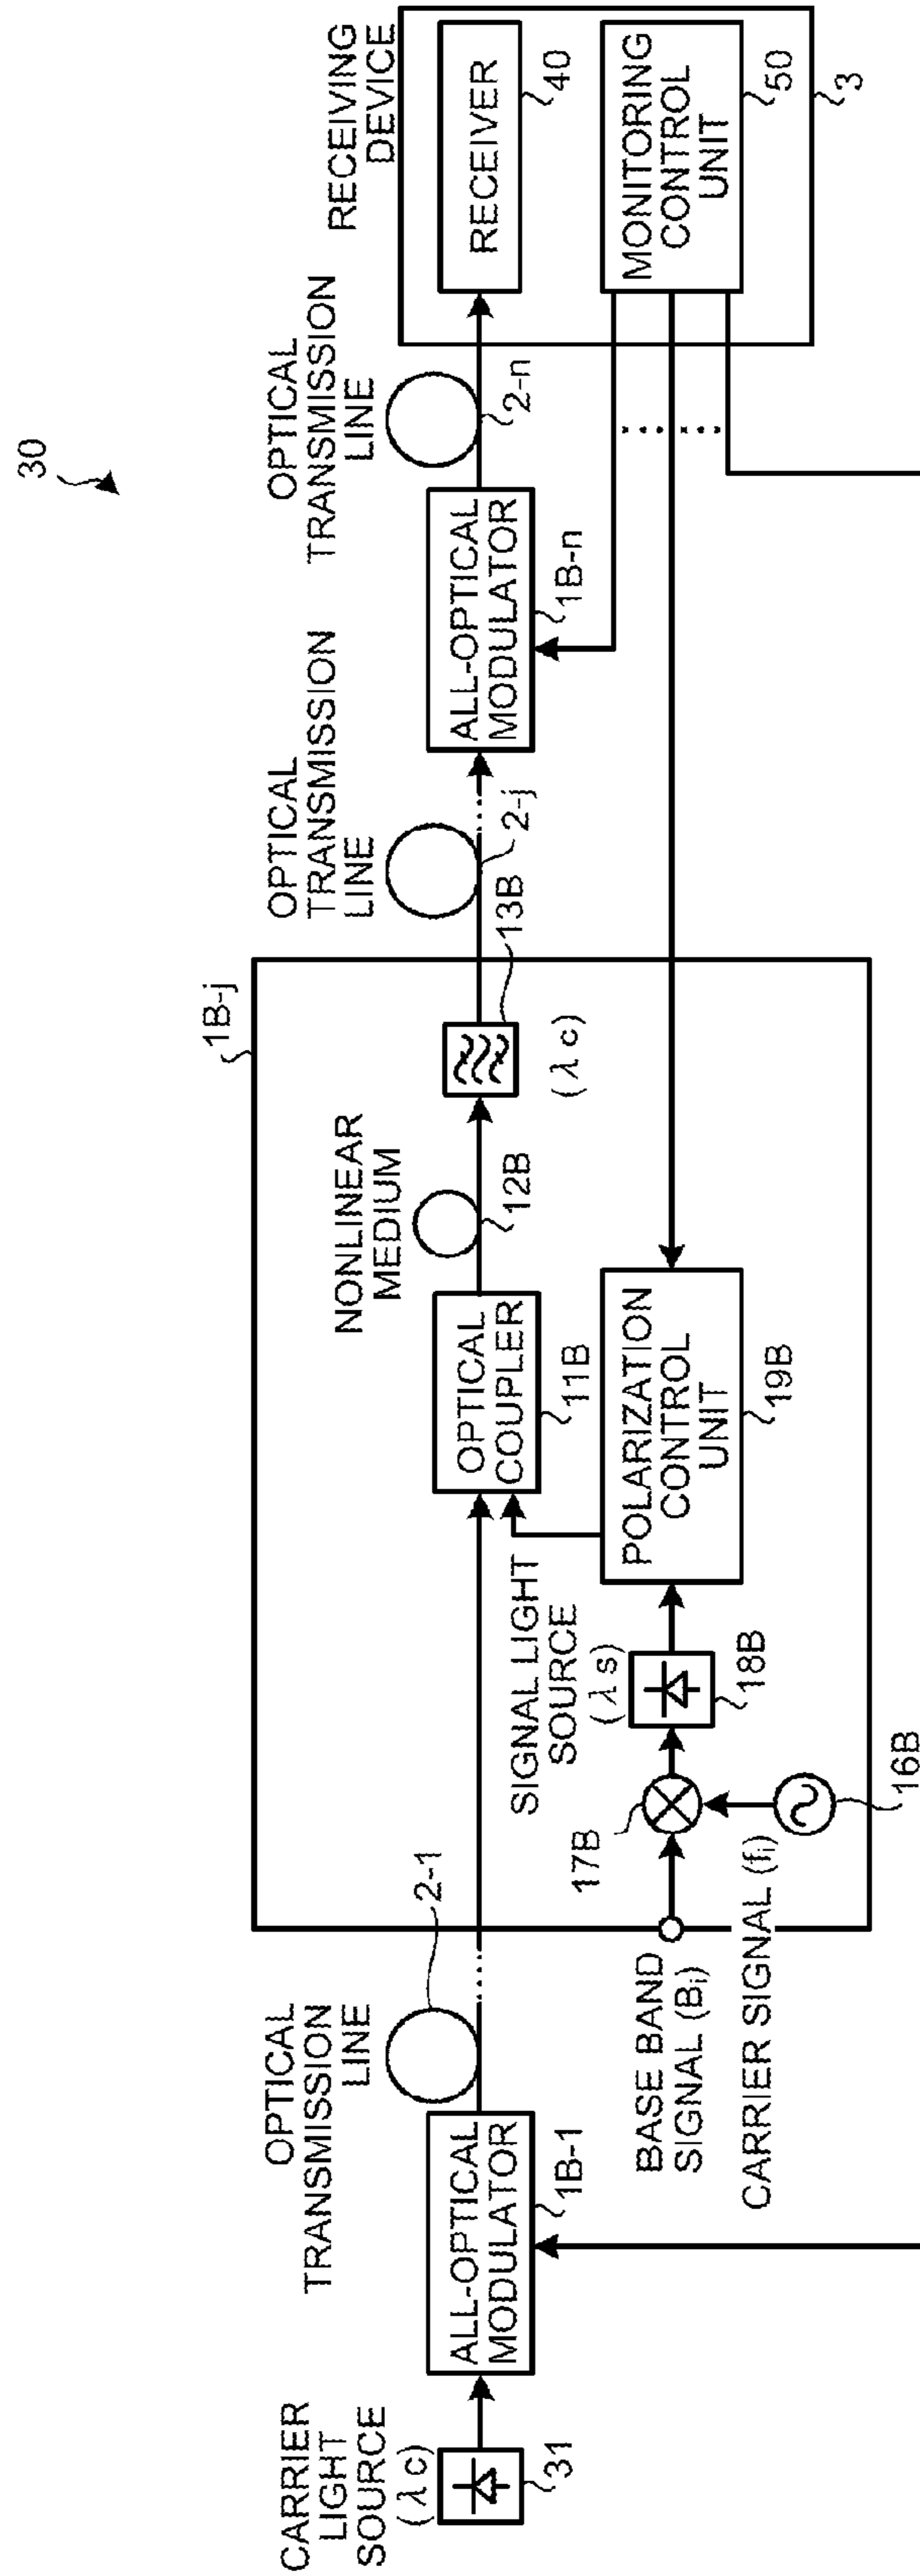 30
CARRIER
LIGHT
SOURCE
(λc)
31
ALL-OPTICAL
MODULATOR
1B-1
OPTICAL
TRANSMISSION
LINE
2-1
1B-j
BASE BAND
SIGNAL (Bi)
CARRIER SIGNAL (fi)
16B
17B
SIGNAL LIGHT
SOURCE
(λs)
18B
POLARIZATION
CONTROL
UNIT
19B
OPTICAL
COUPLER
11B
NONLINEAR
MEDIUM
12B
13B
(λc)
OPTICAL
TRANSMISSION
LINE
2-j
ALL-OPTICAL
MODULATOR
1B-n
OPTICAL
TRANSMISSION
LINE
2-n
RECEIVING
DEVICE
RECEIVER
40
MONITORING
CONTROL
UNIT
50
3